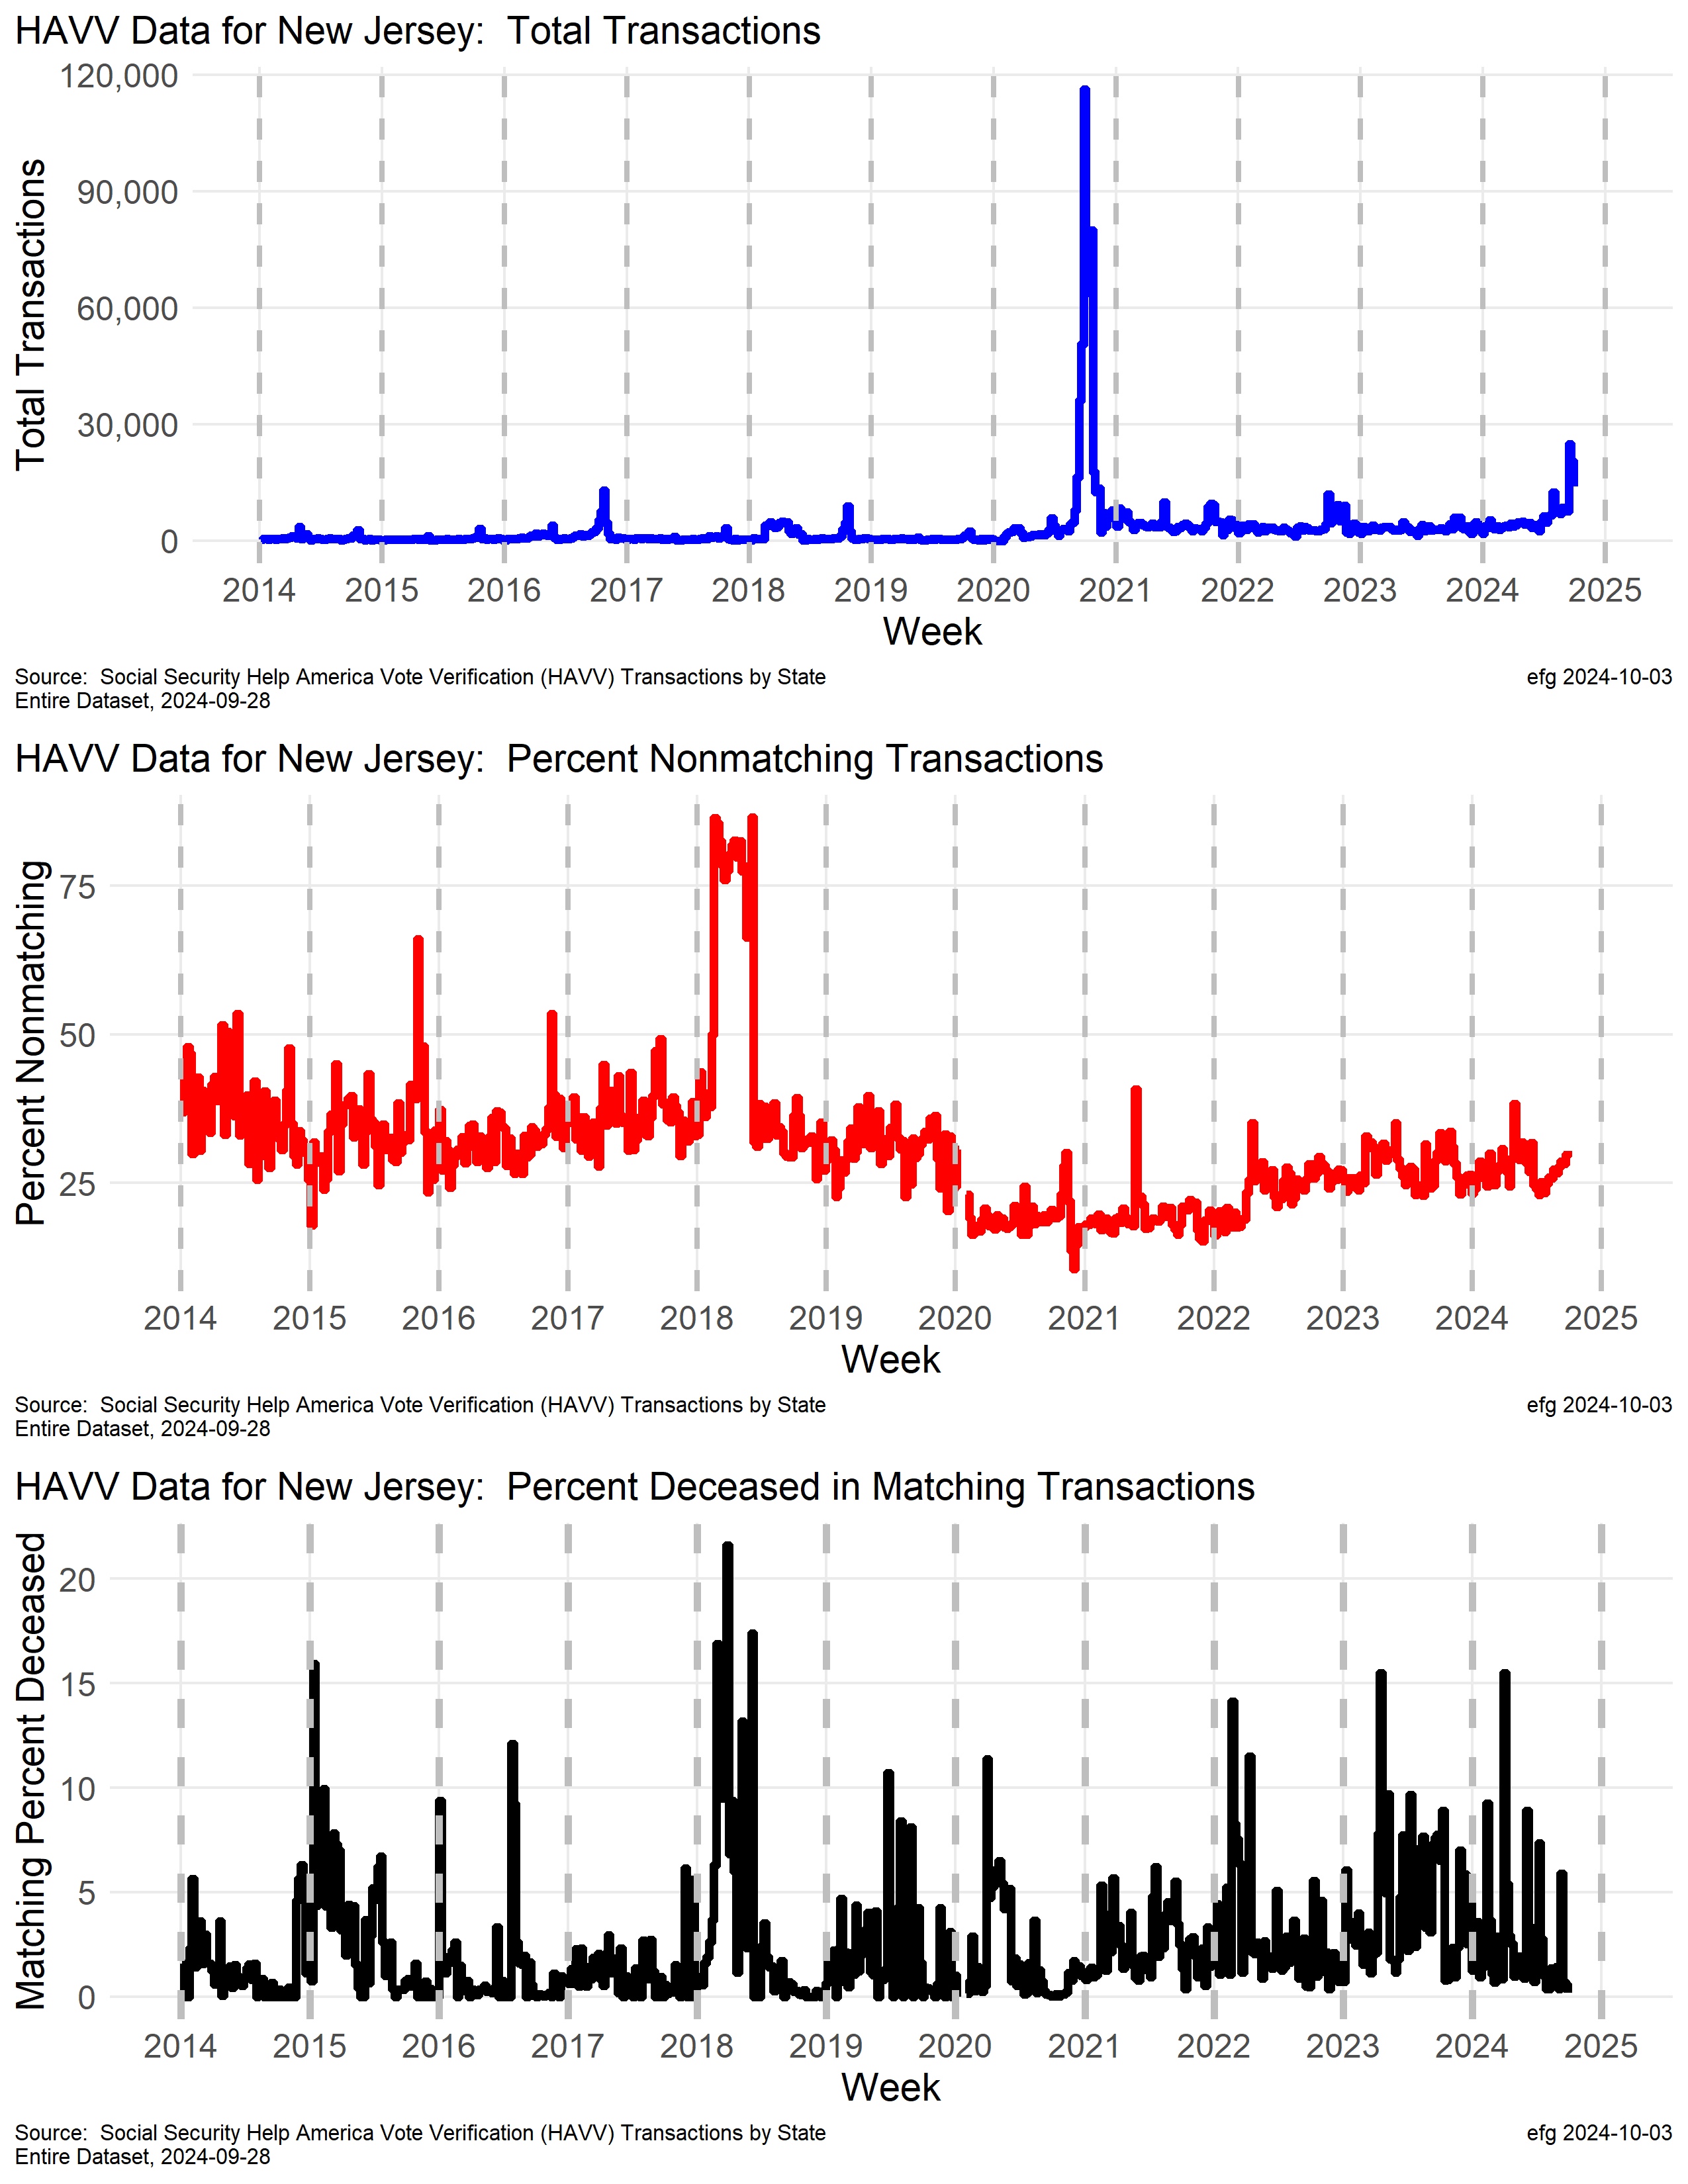 HAVV Data for New Jersey:  Total Transactions
Total Transactions
120,000
90,000
60,000
30,000
0
2014 2015 2016 2017 2018 2019 2020 2021 2022 2023 2024 2025
Week
Source:  Social Security Help America Vote Verification (HAVV) Transactions by State
Entire Dataset, 2024-09-28
efg 2024-10-03
HAVV Data for New Jersey:  Percent Nonmatching Transactions
Percent Nonmatching
75
50
25
2014 2015 2016 2017 2018 2019 2020 2021 2022 2023 2024 2025
Week
Source:  Social Security Help America Vote Verification (HAVV) Transactions by State
Entire Dataset, 2024-09-28
efg 2024-10-03
HAVV Data for New Jersey:  Percent Deceased in Matching Transactions
Matching Percent Deceased
20
15
10
5
0
2014 2015 2016 2017 2018 2019 2020 2021 2022 2023 2024 2025
Week
Source:  Social Security Help America Vote Verification (HAVV) Transactions by State
Entire Dataset, 2024-09-28
efg 2024-10-03